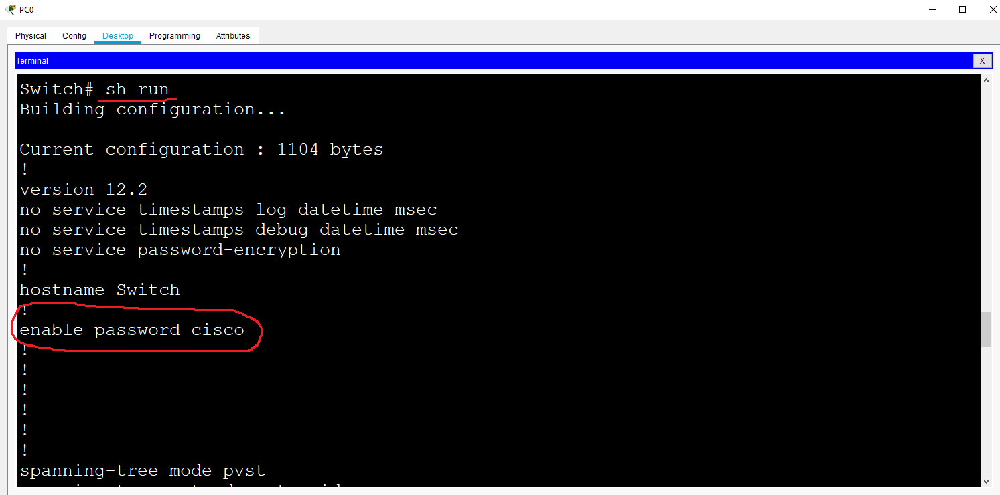 PC0
Physical Config Desktop Programming Attributes
Terminal X
Switch# sh run
Building configuration...
Current configuration : 1104 bytes
!
version 12.2
no service timestamps log datetime msec
no service timestamps debug datetime msec
no service password-encryption
!
hostname Switch
!
enable password cisco
!
!
!
!
!
!
spanning-tree mode pvst